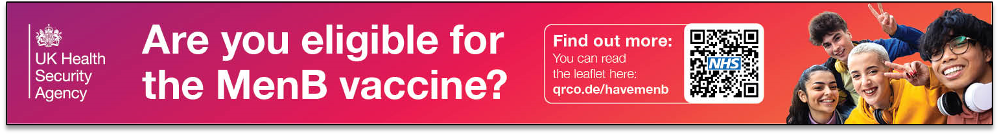 UK Health
Security
Agency
Are you eligible for
the MenB vaccine?
Find out more:
You can read
the leaflet here:
qrco.de/havemenb
NHS